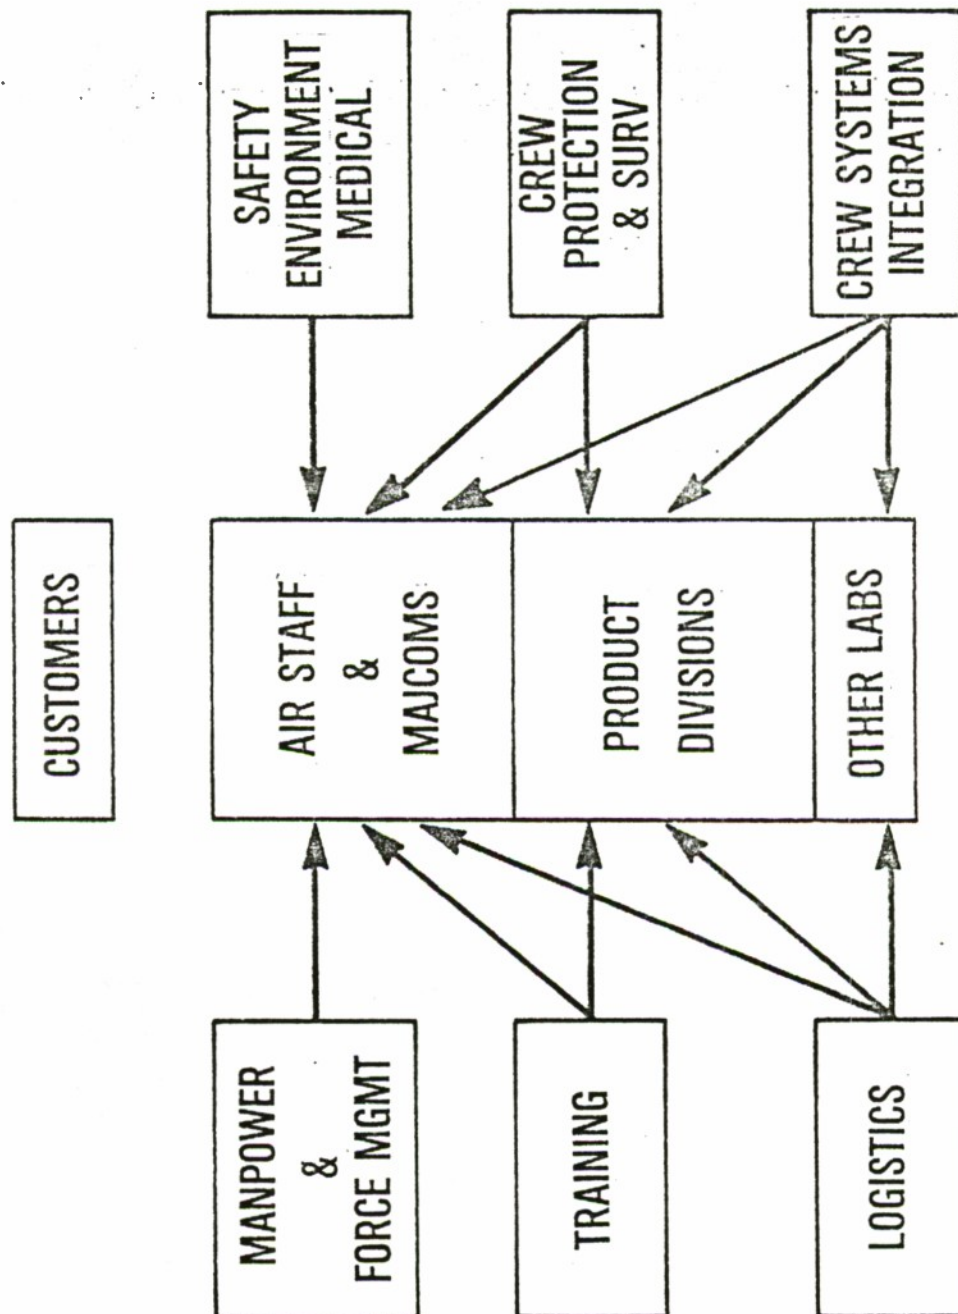 CUSTOMERS
MANPOWER
&
FORCE MGMT
TRAINING
LOGISTICS
AIR STAFF
&
MAJCOMS
PRODUCT
DIVISIONS
OTHER LABS
SAFETY
ENVIRONMENT
MEDICAL
CREW
PROTECTION
& SURV
CREW SYSTEMS
INTEGRATION